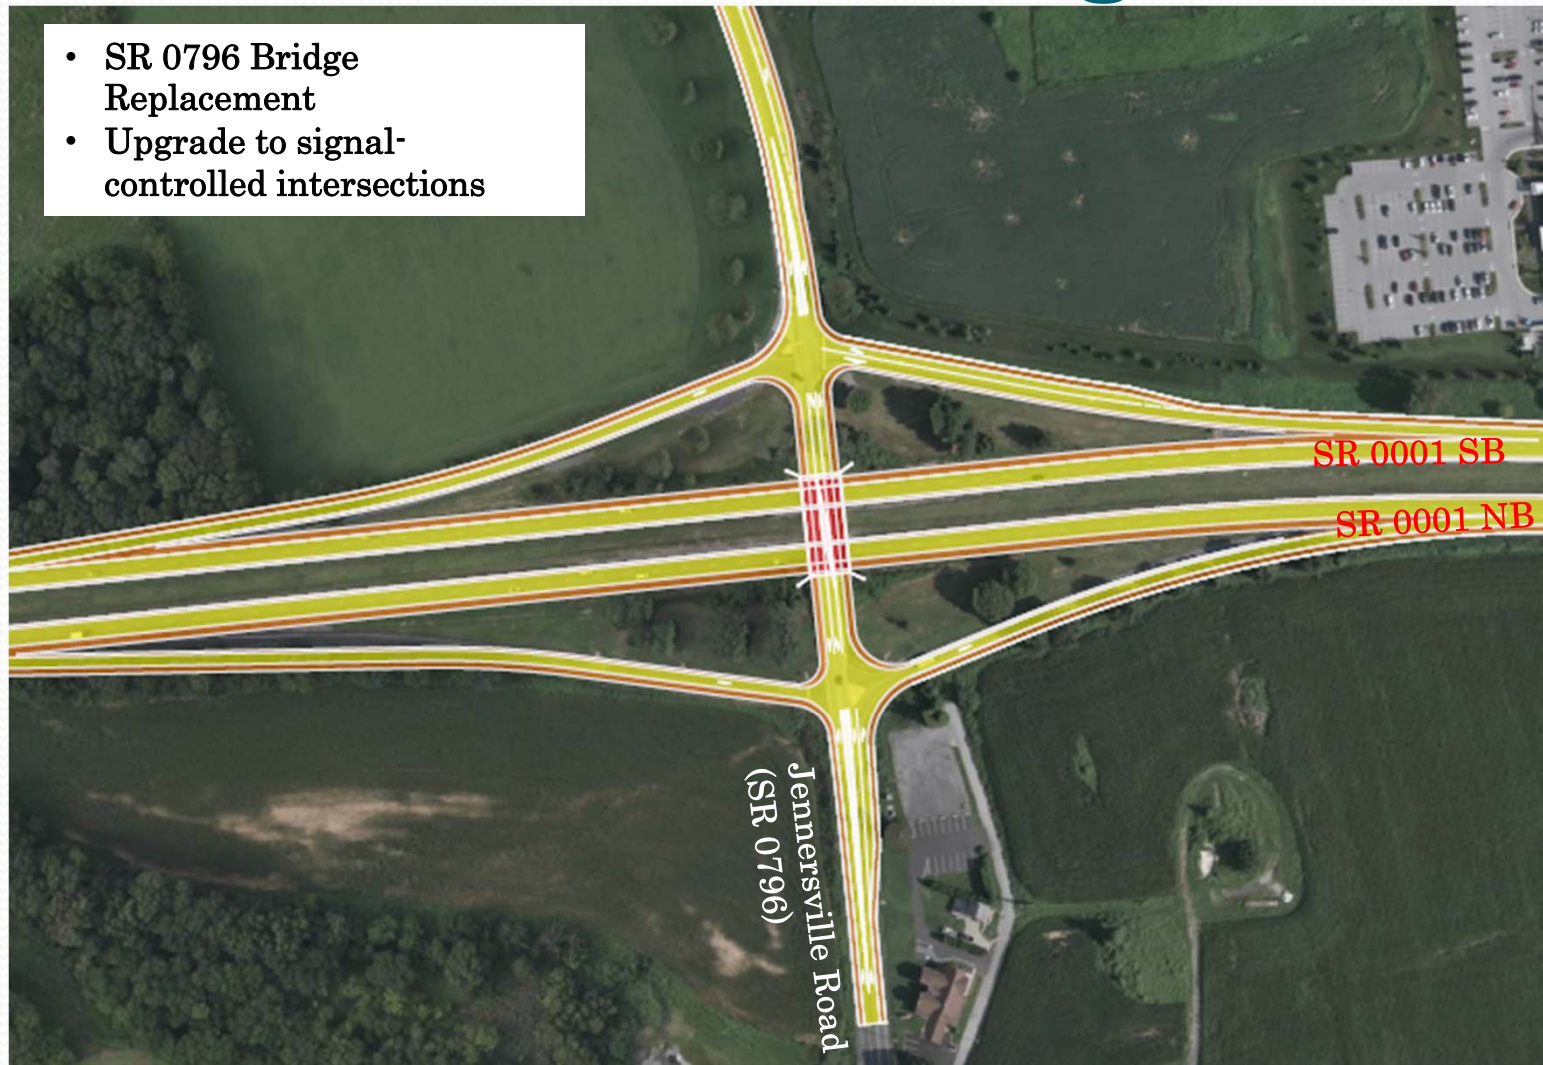 • SR 0796 Bridge
Replacement
• Upgrade to signal-
controlled intersections
SR 0001 SB
SR 0001 NB
Jennersville Road
(SR 0796)